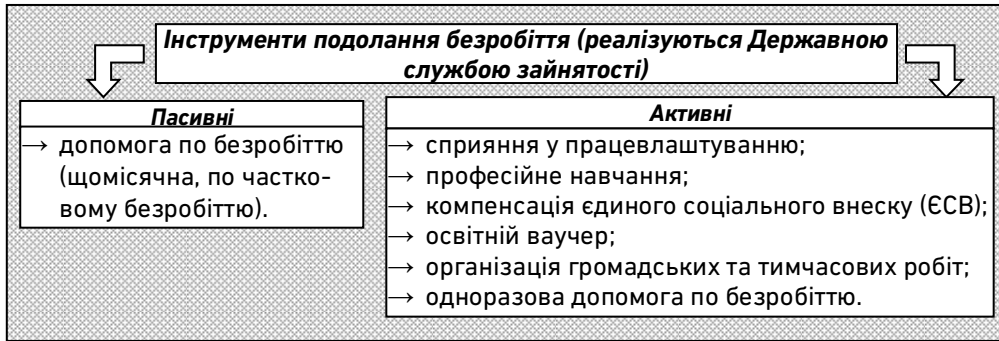 Інструменти подолання безробіття (реалізуються Державною
службою зайнятості)
Пасивні
→ допомога по безробіттю
(щомісячна, по частко-
вому безробіттю).
Активні
→ сприяння у працевлаштуванню;
→ професійне навчання;
→ компенсація єдиного соціального внеску (ЄСВ);
→ освітній ваучер;
→ організація громадських та тимчасових робіт;
→ одноразова допомога по безробіттю.